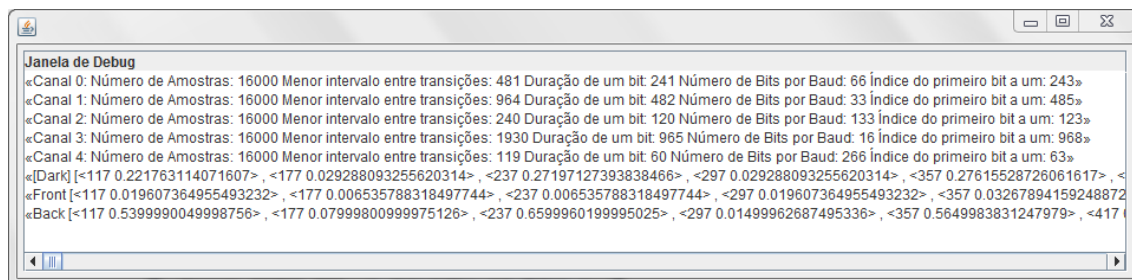 Janela de Debug
«Canal 0: Número de Amostras: 16000 Menor intervalo entre transições: 481 Duração de um bit: 241 Número de Bits por Baud: 66 Índice do primeiro bit a um: 243»
«Canal 1: Número de Amostras: 16000 Menor intervalo entre transições: 964 Duração de um bit: 482 Número de Bits por Baud: 33 Índice do primeiro bit a um: 485»
«Canal 2: Número de Amostras: 16000 Menor intervalo entre transições: 240 Duração de um bit: 120 Número de Bits por Baud: 133 Índice do primeiro bit a um: 123»
«Canal 3: Número de Amostras: 16000 Menor intervalo entre transições: 1930 Duração de um bit: 965 Número de Bits por Baud: 16 Índice do primeiro bit a um: 968»
«Canal 4: Número de Amostras: 16000 Menor intervalo entre transições: 119 Duração de um bit: 60 Número de Bits por Baud: 266 Índice do primeiro bit a um: 63»
«[Dark] [<117 0.221763114071607> , <177 0.029288093255620314> , <237 0.27197127393838466> , <297 0.029288093255620314> , <357 0.27615528726061617> , <
«Front [<117 0.019607364955493232> , <177 0.006535788318497744> , <237 0.006535788318497744> , <297 0.019607364955493232> , <357 0.03267894159248872
«Back [<117 0.5399990049998756> , <177 0.07999800999975126> , <237 0.6599960199995025> , <297 0.01499962687495336> , <357 0.5649983831247979> , <417